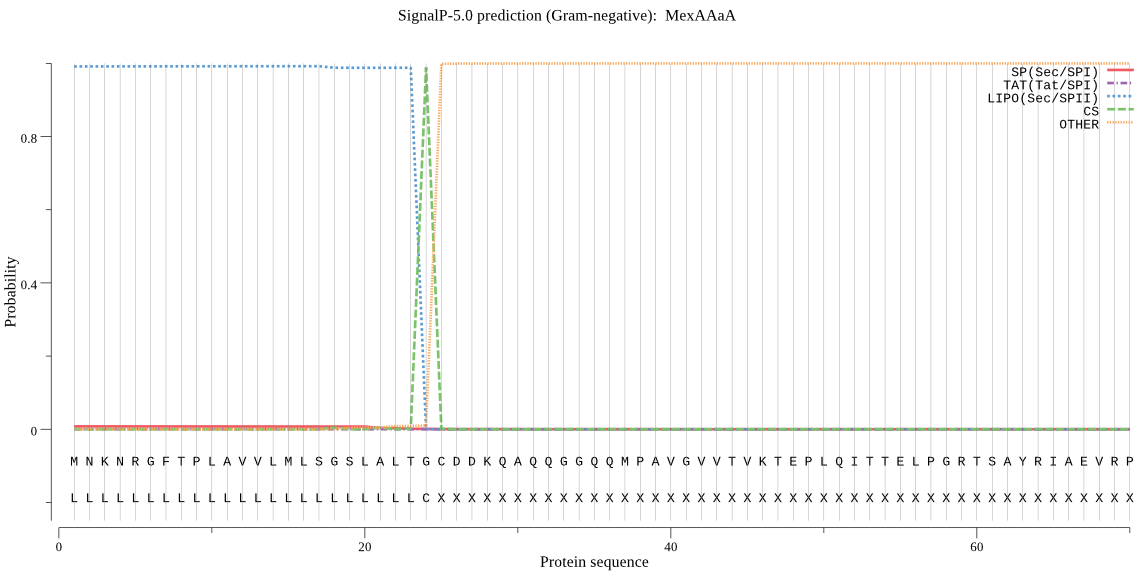 SignalP-5.0 prediction (Gram-negative): MexAAaA
SP(Sec/SPI)
TAT(Tat/SPI)
LIPO(Sec/SPII)
CS
OTHER
0.8
0.4
0
Probability
M N K N R G F T P L A V V L M L S G S L A L T G C D D K Q A Q Q G G Q Q M P A V G V V T V K T E P L Q I T T E L P G R T S A Y R I A E V R P
L L L L L L L L L L L L L L L L L L L L L L L C X X X X X X X X X X X X X X X X X X X X X X X X X X X X X X X X X X X X X X X X X X X X X X
0 20 40 60
Protein sequence